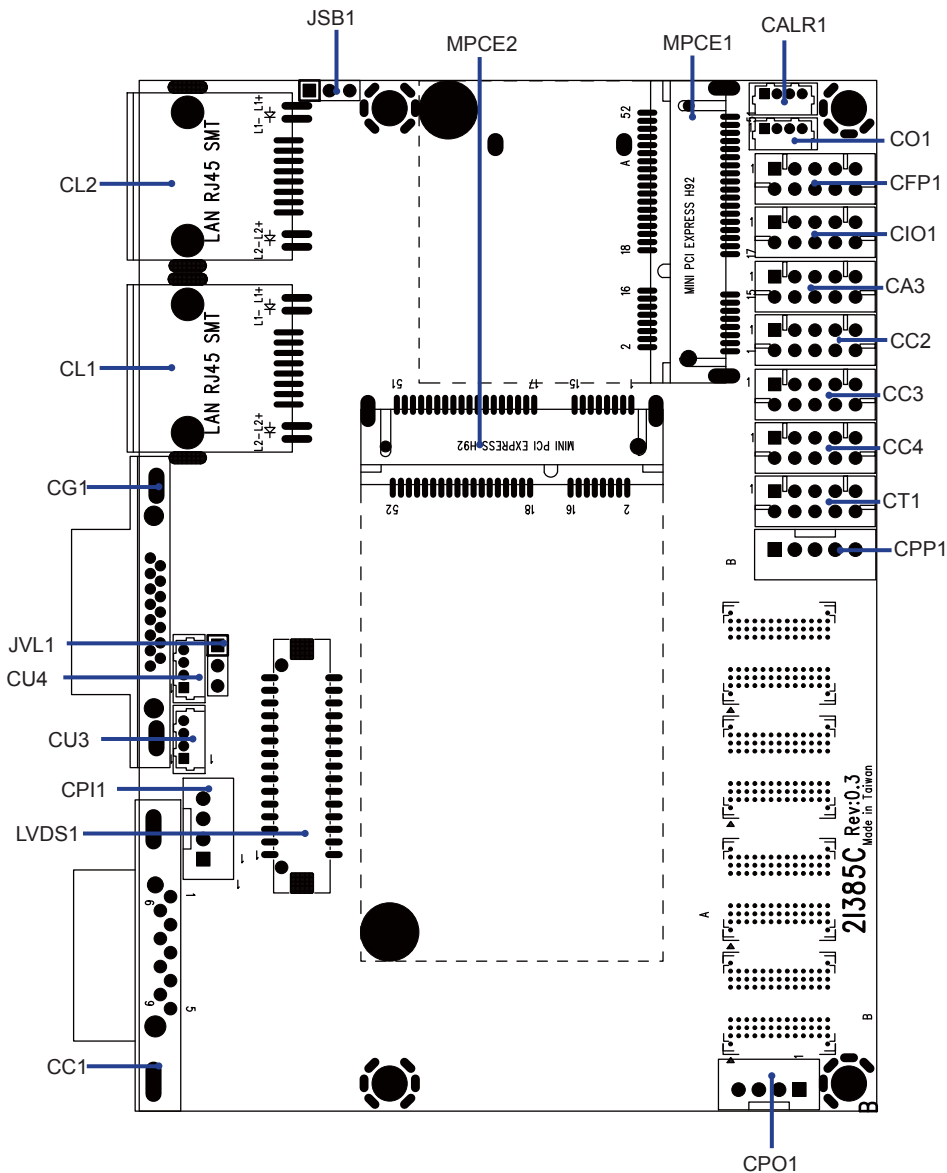 JSB1
MPCE2
MPCE1
CALR1
CO1
CFP1
CIO1
CA3
CC2
CC3
CC4
CT1
CPP1
CL2
CL1
CG1
JVL1
CU4
CU3
CPI1
LVDS1
CC1
CPO1
LAN RJ45 SMT
L1- L1+
L2- L2+
LAN RJ45 SMT
L1- L1+
L2- L2+
52
A
18
16
2
MINI PCI EXPRESS H92
17
15
1
51
17
15
1
MINI PCI EXPRESS-H92
52
18
16
2
1
1
1
1
1
1
B
1
1
1
1
1
6
9
5
A
2I385C Rev:0.3
Made in Taiwan
B
1
B